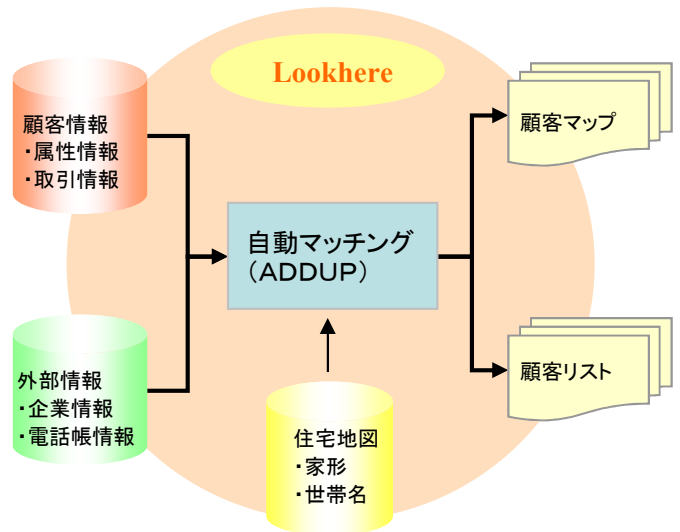 Lookhere
顧客情報
・属性情報
・取引情報
顧客マップ
自動マッチング
（ＡＤＤＵＰ）
外部情報
・企業情報
・電話帳情報
顧客リスト
住宅地図
・家形
・世帯名